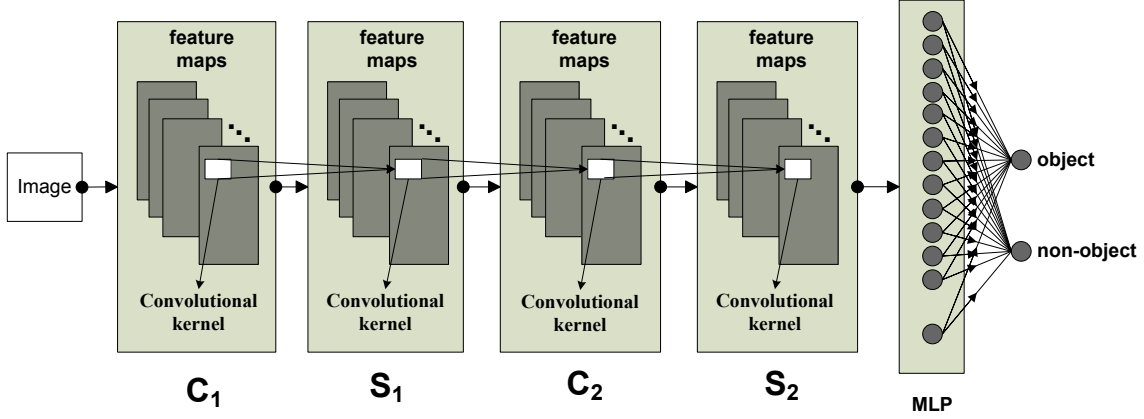 feature
maps
feature
maps
feature
maps
feature
maps
Image
object
non-object
Convolutional
kernel
Convolutional
kernel
Convolutional
kernel
Convolutional
kernel
C₁
S₁
C₂
S₂
MLP